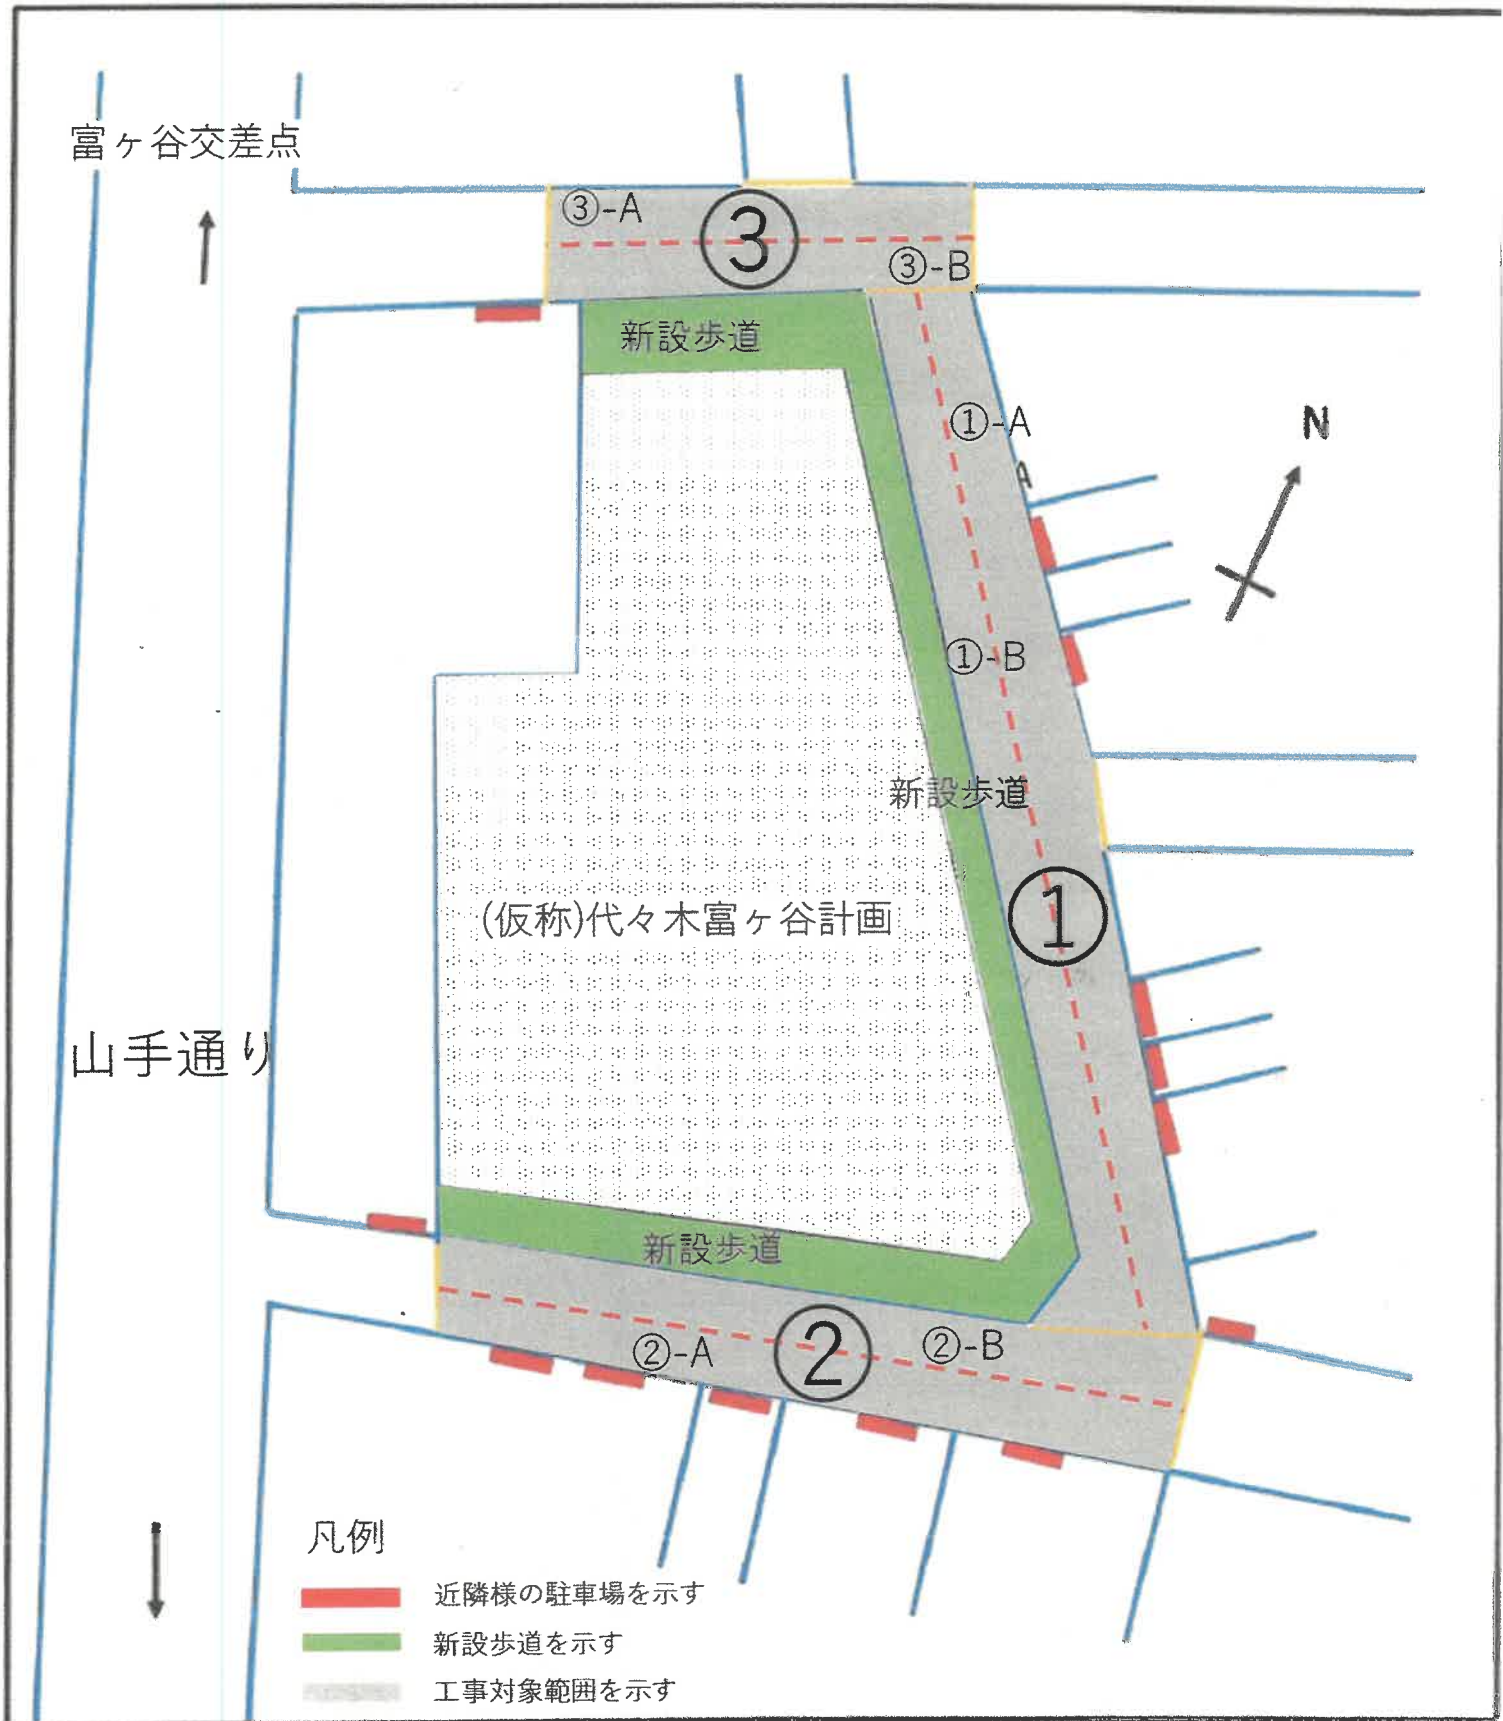 富ヶ谷交差点
③-A
③
③-B
新設歩道
①-A
N
A
①-B
新設歩道
(仮称)代々木富ヶ谷計画
①
山手通り
新設歩道
②-A
②
②-B
凡例
近隣様の駐車場を示す
新設歩道を示す
工事対象範囲を示す